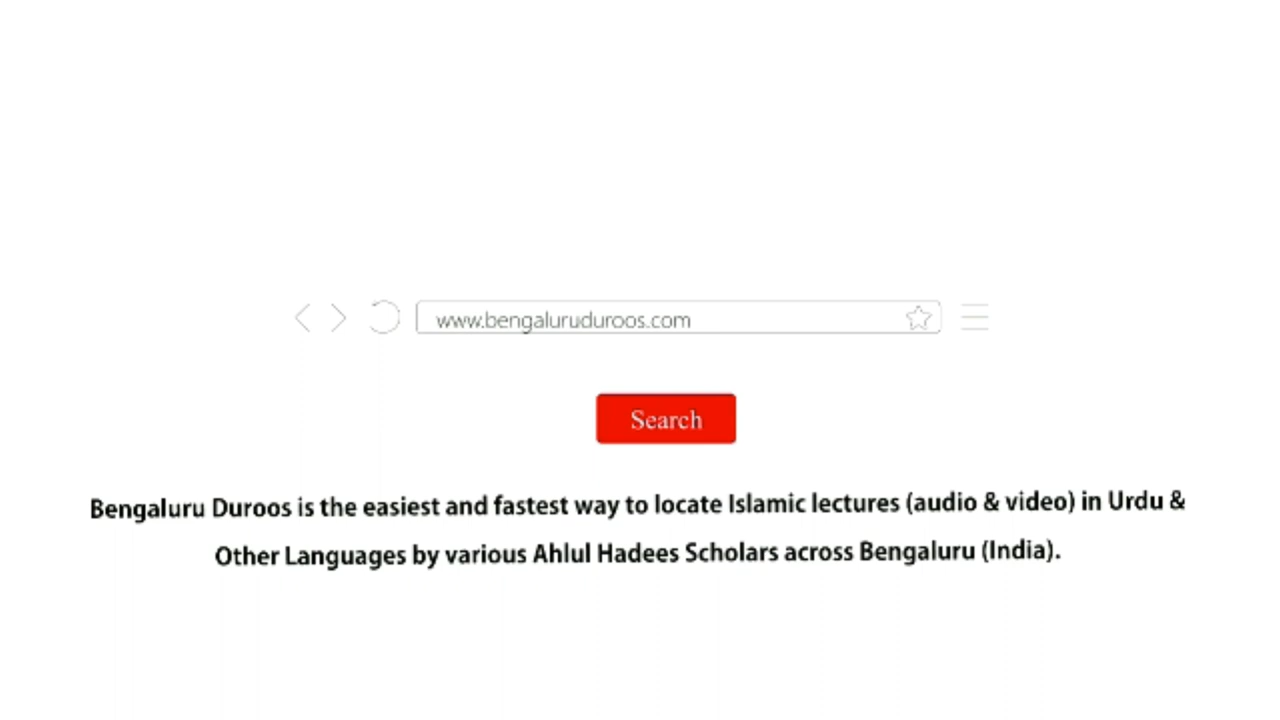 www.bengaluruduroos.com
Search
Bengaluru Duroos is the easiest and fastest way to locate Islamic lectures (audio & video) in Urdu &
Other Languages by various Ahlul Hadees Scholars across Bengaluru (India).